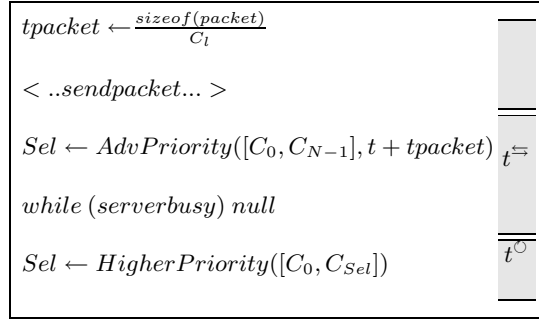 tpacket ← sizeof(packet) / C_l
< ..sendpacket... >
Sel ← AdvPriority([C_0, C_{N−1}], t + tpacket)
t^⇆
while (serverbusy) null
Sel ← HigherPriority([C_0, C_{Sel}])
t^↻